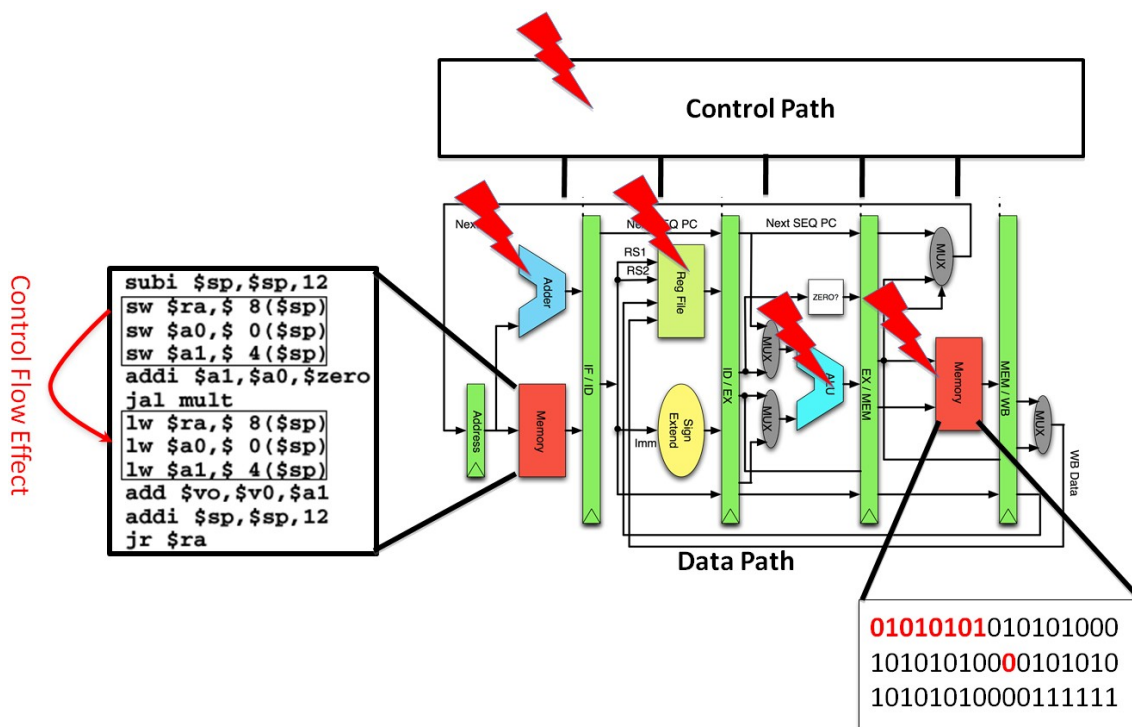 Control Path
Next SEQ PC
Next SEQ PC
RS1
RS2
Adder
Reg File
ZERO?
MUX
MUX
MUX
MUX
ALU
Address
Memory
IF / ID
Imm
Sign Extend
ID / EX
EX / MEM
Memory
MEM / WB
WB Data
Data Path
Control Flow Effect
subi $sp,$sp,12
sw $ra,$ 8($sp)
sw $a0,$ 0($sp)
sw $a1,$ 4($sp)
addi $a1,$a0,$zero
jal mult
lw $ra,$ 8($sp)
lw $a0,$ 0($sp)
lw $a1,$ 4($sp)
add $vo,$v0,$a1
addi $sp,$sp,12
jr $ra
01010101010101000
10101010000101010
10101010000111111